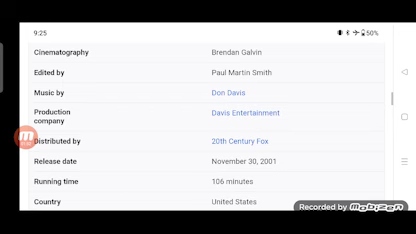 9:25
50%
Cinematography Brendan Galvin
Edited by Paul Martin Smith
Music by Don Davis
Production Davis Entertainment
company
Distributed by 20th Century Fox
Release date November 30, 2001
Running time 106 minutes
Country United States
Recorded by Mobizen